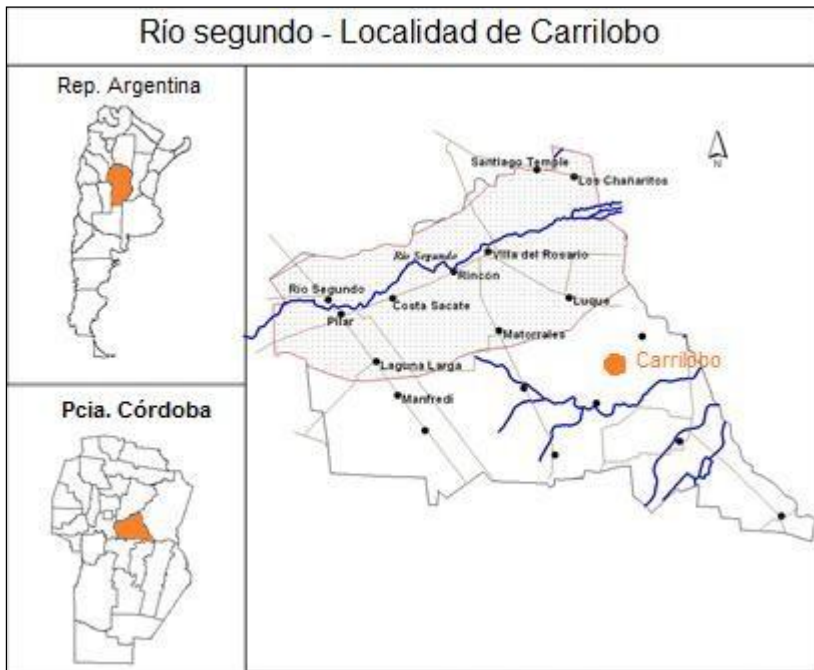 Río segundo - Localidad de Carrilobo
Rep. Argentina
Pcia. Córdoba
N
Santiago Temple
Los Chañaritos
Río Segundo
Villa del Rosario
Rincón
Río Segundo
Costa Sacate
Luque
Pilar
Matorrales
Laguna Larga
Carrilobo
Manfredi